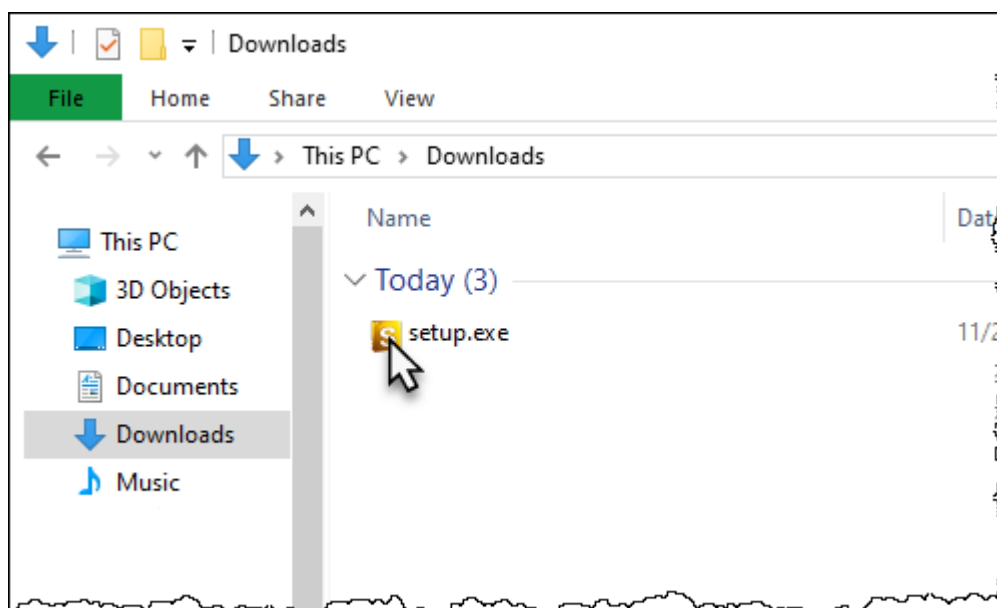 Downloads
File Home Share View
This PC > Downloads
Name
This PC
3D Objects
Desktop
Documents
Downloads
Music
Today (3)
S setup.exe